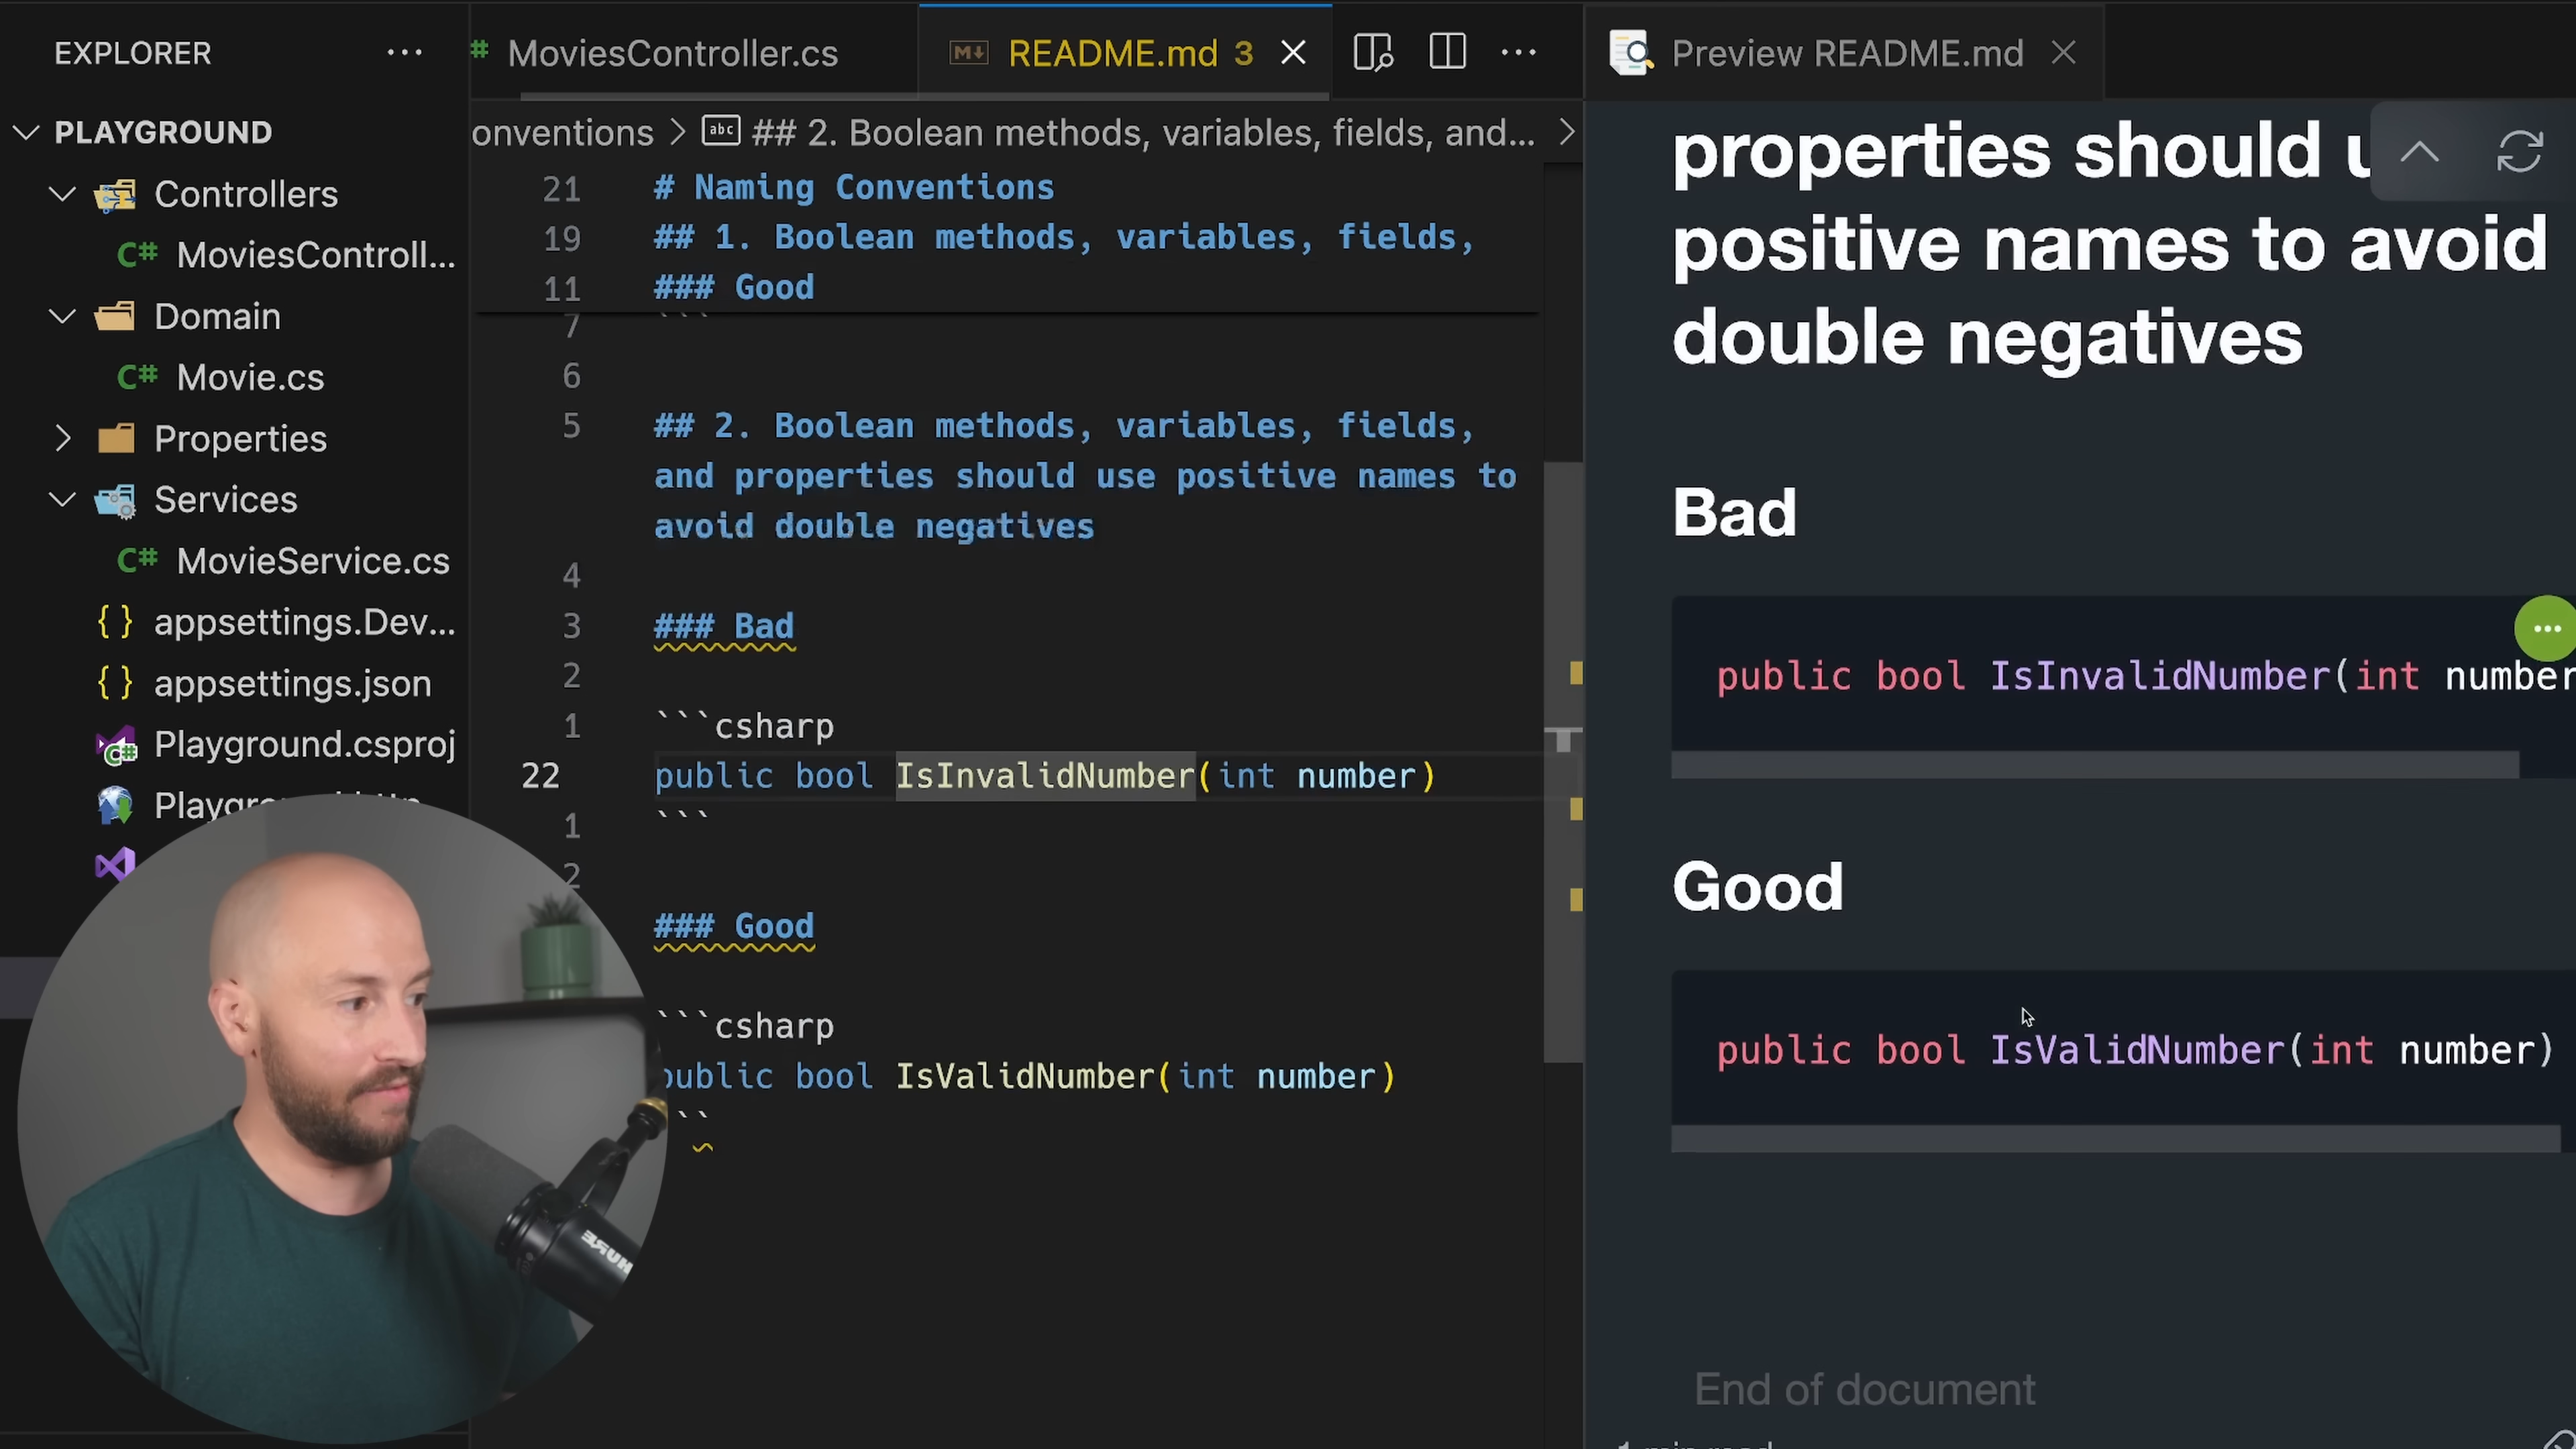 EXPLORER
PLAYGROUND
Controllers
C# MoviesControll...
Domain
C# Movie.cs
Properties
Services
C# MovieService.cs
{ } appsettings.Dev...
{ } appsettings.json
Playground.csproj
# MoviesController.cs
README.md 3
onventions > abc ## 2. Boolean methods, variables, fields, and... >
21 # Naming Conventions
19 ## 1. Boolean methods, variables, fields,
11 ### Good
7 ```
6
5 ## 2. Boolean methods, variables, fields,
and properties should use positive names to
avoid double negatives
4
3 ### Bad
2
1 ```csharp
22 public bool IsInvalidNumber(int number)
1 ```
2
### Good
```csharp
public bool IsValidNumber(int number)
``
Preview README.md
properties should
positive names to avoid
double negatives
Bad
public bool IsInvalidNumber(int number
Good
public bool IsValidNumber(int number)
End of document
SHURE